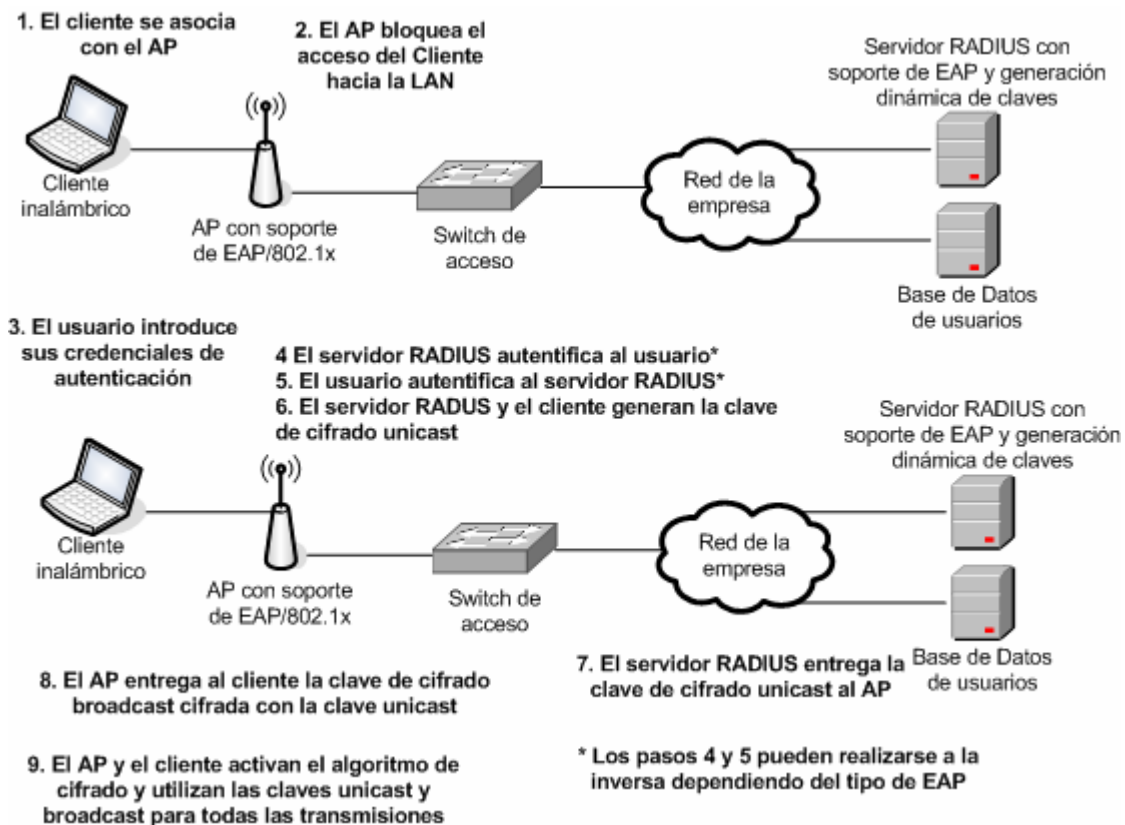 1. El cliente se asocia
con el AP
2. El AP bloquea el
acceso del Cliente
hacia la LAN
Servidor RADIUS con
soporte de EAP y generación
dinámica de claves
Cliente
inalámbrico
AP con soporte
de EAP/802.1x
Switch de
acceso
Red de la
empresa
Base de Datos
de usuarios
3. El usuario introduce
sus credenciales de
autenticación
4 El servidor RADIUS autentifica al usuario*
5. El usuario autentifica al servidor RADIUS*
6. El servidor RADUS y el cliente generan la clave
de cifrado unicast
Servidor RADIUS con
soporte de EAP y generación
dinámica de claves
Cliente
inalámbrico
AP con soporte
de EAP/802.1x
Switch de
acceso
Red de la
empresa
Base de Datos
de usuarios
7. El servidor RADIUS entrega la
clave de cifrado unicast al AP
8. El AP entrega al cliente la clave de cifrado
broadcast cifrada con la clave unicast
9. El AP y el cliente activan el algoritmo de
cifrado y utilizan las claves unicast y
broadcast para todas las transmisiones
* Los pasos 4 y 5 pueden realizarse a la
inversa dependiendo del tipo de EAP